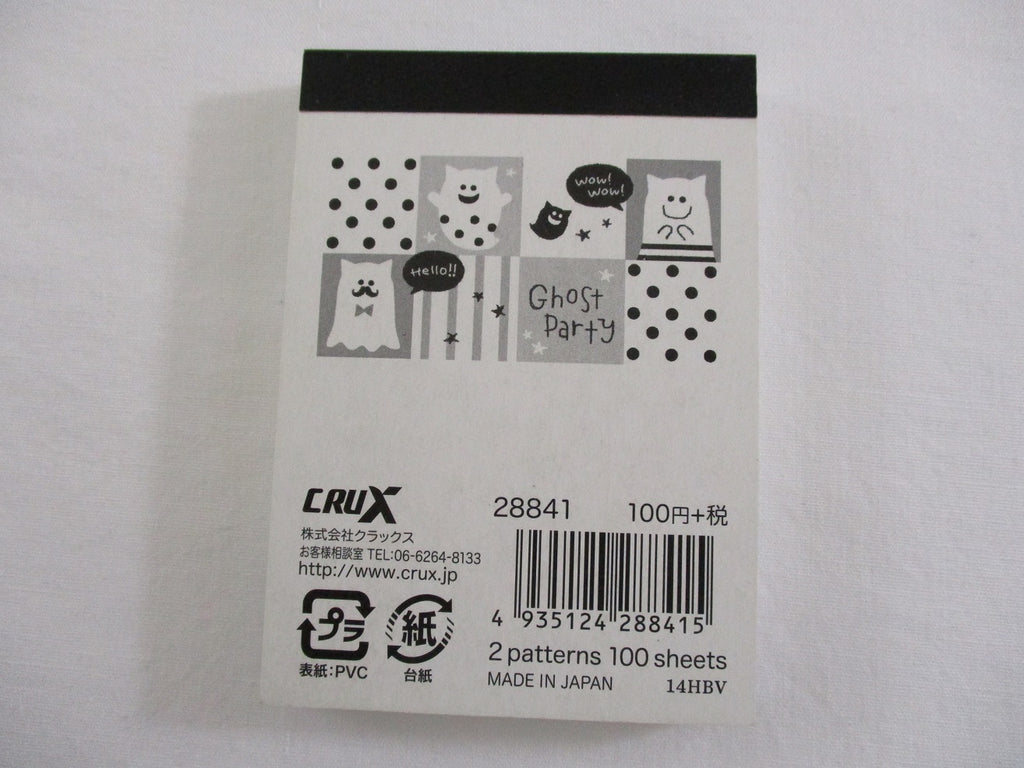 wow!
wow!
Hello!!
Ghost
Party
CRUX
28841
100円+税
株式会社クラックス
お客様相談室 TEL:06-6264-8133
http://www.crux.jp
プラ
紙
表紙:PVC
台紙
4 935124 288415
2 patterns 100 sheets
MADE IN JAPAN
14HBV